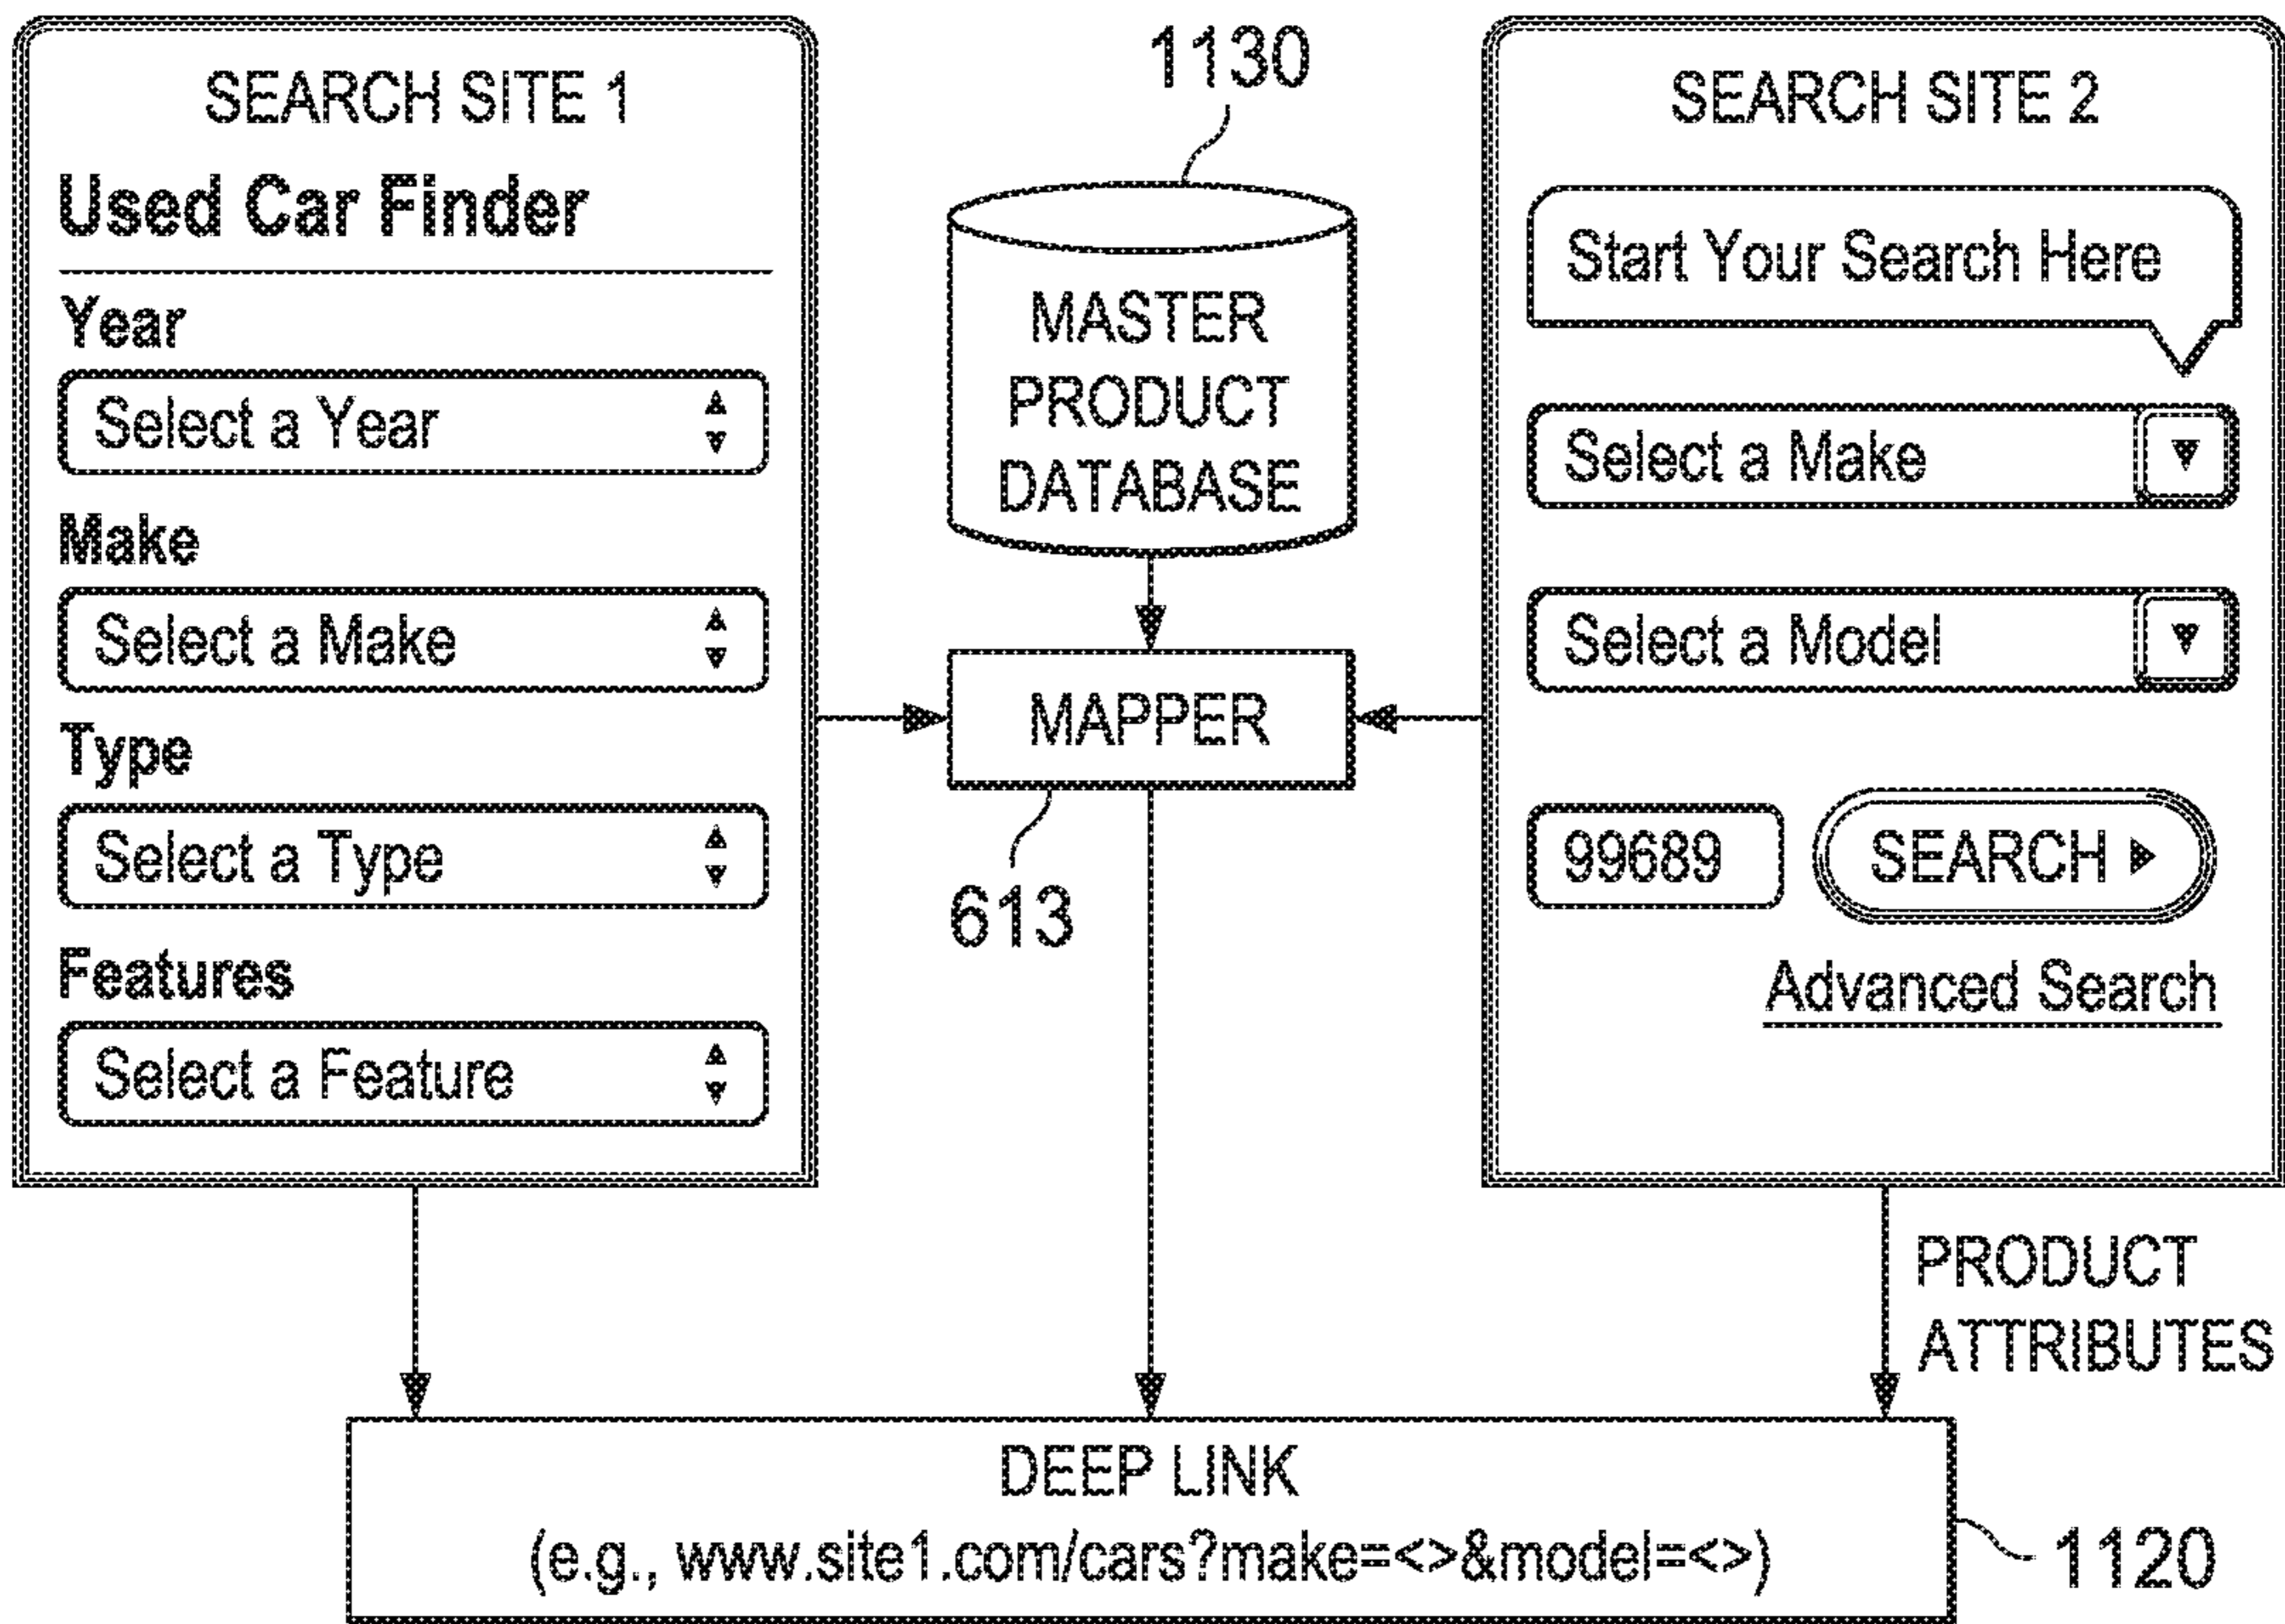 SEARCH SITE 1
Used Car Finder
Year
Select a Year
Make
Select a Make
Type
Select a Type
Features
Select a Feature
1130
MASTER
PRODUCT
DATABASE
MAPPER
613
SEARCH SITE 2
Start Your Search Here
Select a Make
Select a Model
99689
SEARCH
Advanced Search
PRODUCT
ATTRIBUTES
DEEP LINK
(e.g., www.site1.com/cars?make=<>&model=<>)
1120